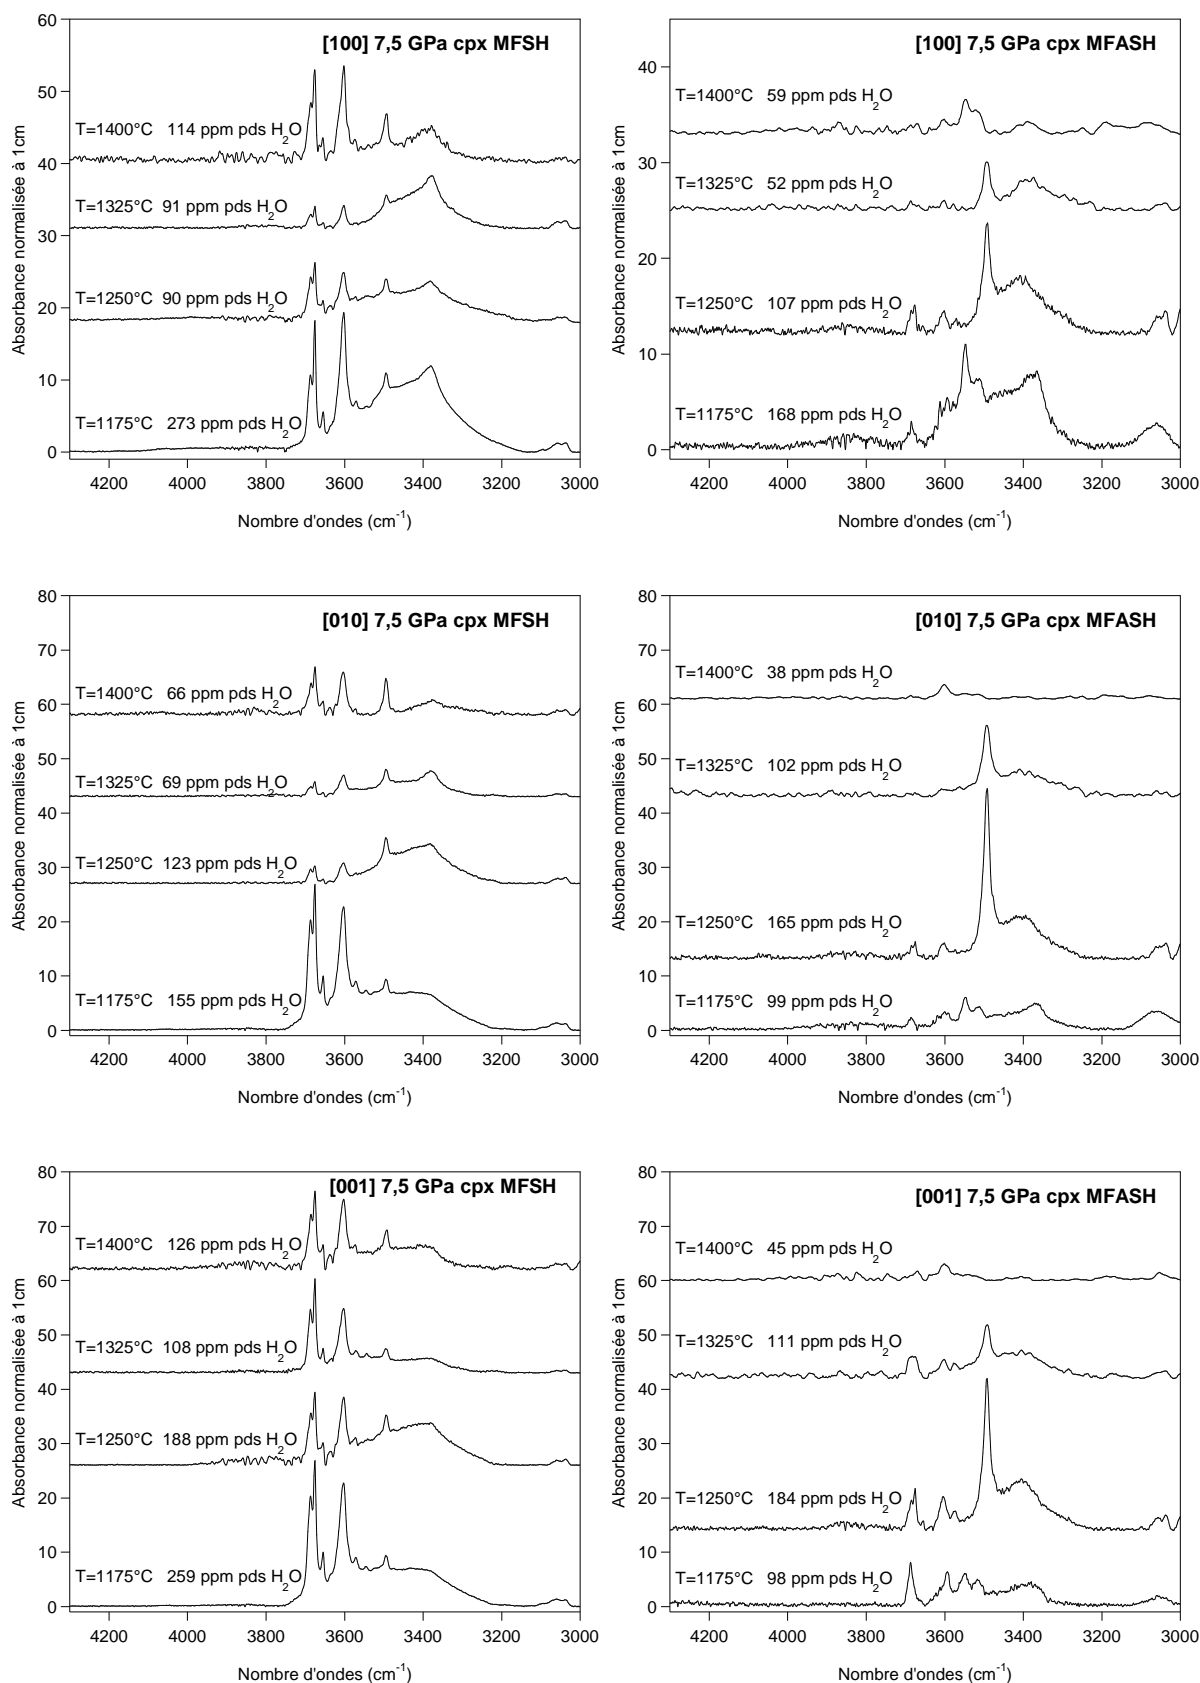 [100] 7,5 GPa cpx MFSH
Absorbance normalisée à 1cm
60
50
40
30
20
10
0
T=1400°C 114 ppm pds H2O
T=1325°C 91 ppm pds H2O
T=1250°C 90 ppm pds H2O
T=1175°C 273 ppm pds H2O
4200 4000 3800 3600 3400 3200 3000
Nombre d'ondes (cm-1)
[100] 7,5 GPa cpx MFASH
Absorbance normalisée à 1cm
40
30
20
10
0
T=1400°C 59 ppm pds H2O
T=1325°C 52 ppm pds H2O
T=1250°C 107 ppm pds H2O
T=1175°C 168 ppm pds H2O
4200 4000 3800 3600 3400 3200 3000
Nombre d'ondes (cm-1)
[010] 7,5 GPa cpx MFSH
Absorbance normalisée à 1cm
80
70
60
50
40
30
20
10
0
T=1400°C 66 ppm pds H2O
T=1325°C 69 ppm pds H2O
T=1250°C 123 ppm pds H2O
T=1175°C 155 ppm pds H2O
4200 4000 3800 3600 3400 3200 3000
Nombre d'ondes (cm-1)
[010] 7,5 GPa cpx MFASH
Absorbance normalisée à 1cm
80
70
60
50
40
30
20
10
0
T=1400°C 38 ppm pds H2O
T=1325°C 102 ppm pds H2O
T=1250°C 165 ppm pds H2O
T=1175°C 99 ppm pds H2O
4200 4000 3800 3600 3400 3200 3000
Nombre d'ondes (cm-1)
[001] 7,5 GPa cpx MFSH
Absorbance normalisée à 1cm
80
70
60
50
40
30
20
10
0
T=1400°C 126 ppm pds H2O
T=1325°C 108 ppm pds H2O
T=1250°C 188 ppm pds H2O
T=1175°C 259 ppm pds H2O
4200 4000 3800 3600 3400 3200 3000
Nombre d'ondes (cm-1)
[001] 7,5 GPa cpx MFASH
Absorbance normalisée à 1cm
80
70
60
50
40
30
20
10
0
T=1400°C 45 ppm pds H2O
T=1325°C 111 ppm pds H2O
T=1250°C 184 ppm pds H2O
T=1175°C 98 ppm pds H2O
4200 4000 3800 3600 3400 3200 3000
Nombre d'ondes (cm-1)